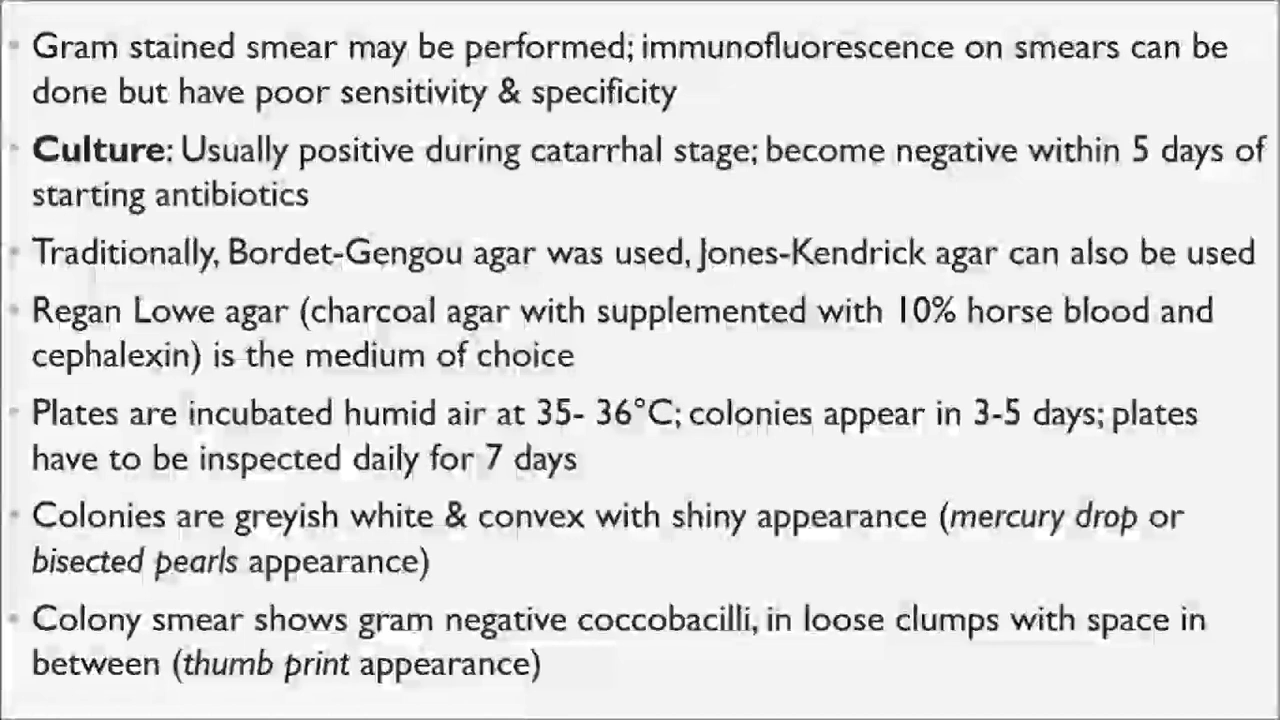 • Gram stained smear may be performed; immunofluorescence on smears can be
done but have poor sensitivity & specificity
• Culture: Usually positive during catarrhal stage; become negative within 5 days of
starting antibiotics
• Traditionally, Bordet-Gengou agar was used, Jones-Kendrick agar can also be used
• Regan Lowe agar (charcoal agar with supplemented with 10% horse blood and
cephalexin) is the medium of choice
• Plates are incubated humid air at 35- 36°C; colonies appear in 3-5 days; plates
have to be inspected daily for 7 days
• Colonies are greyish white & convex with shiny appearance (mercury drop or
bisected pearls appearance)
• Colony smear shows gram negative coccobacilli, in loose clumps with space in
between (thumb print appearance)